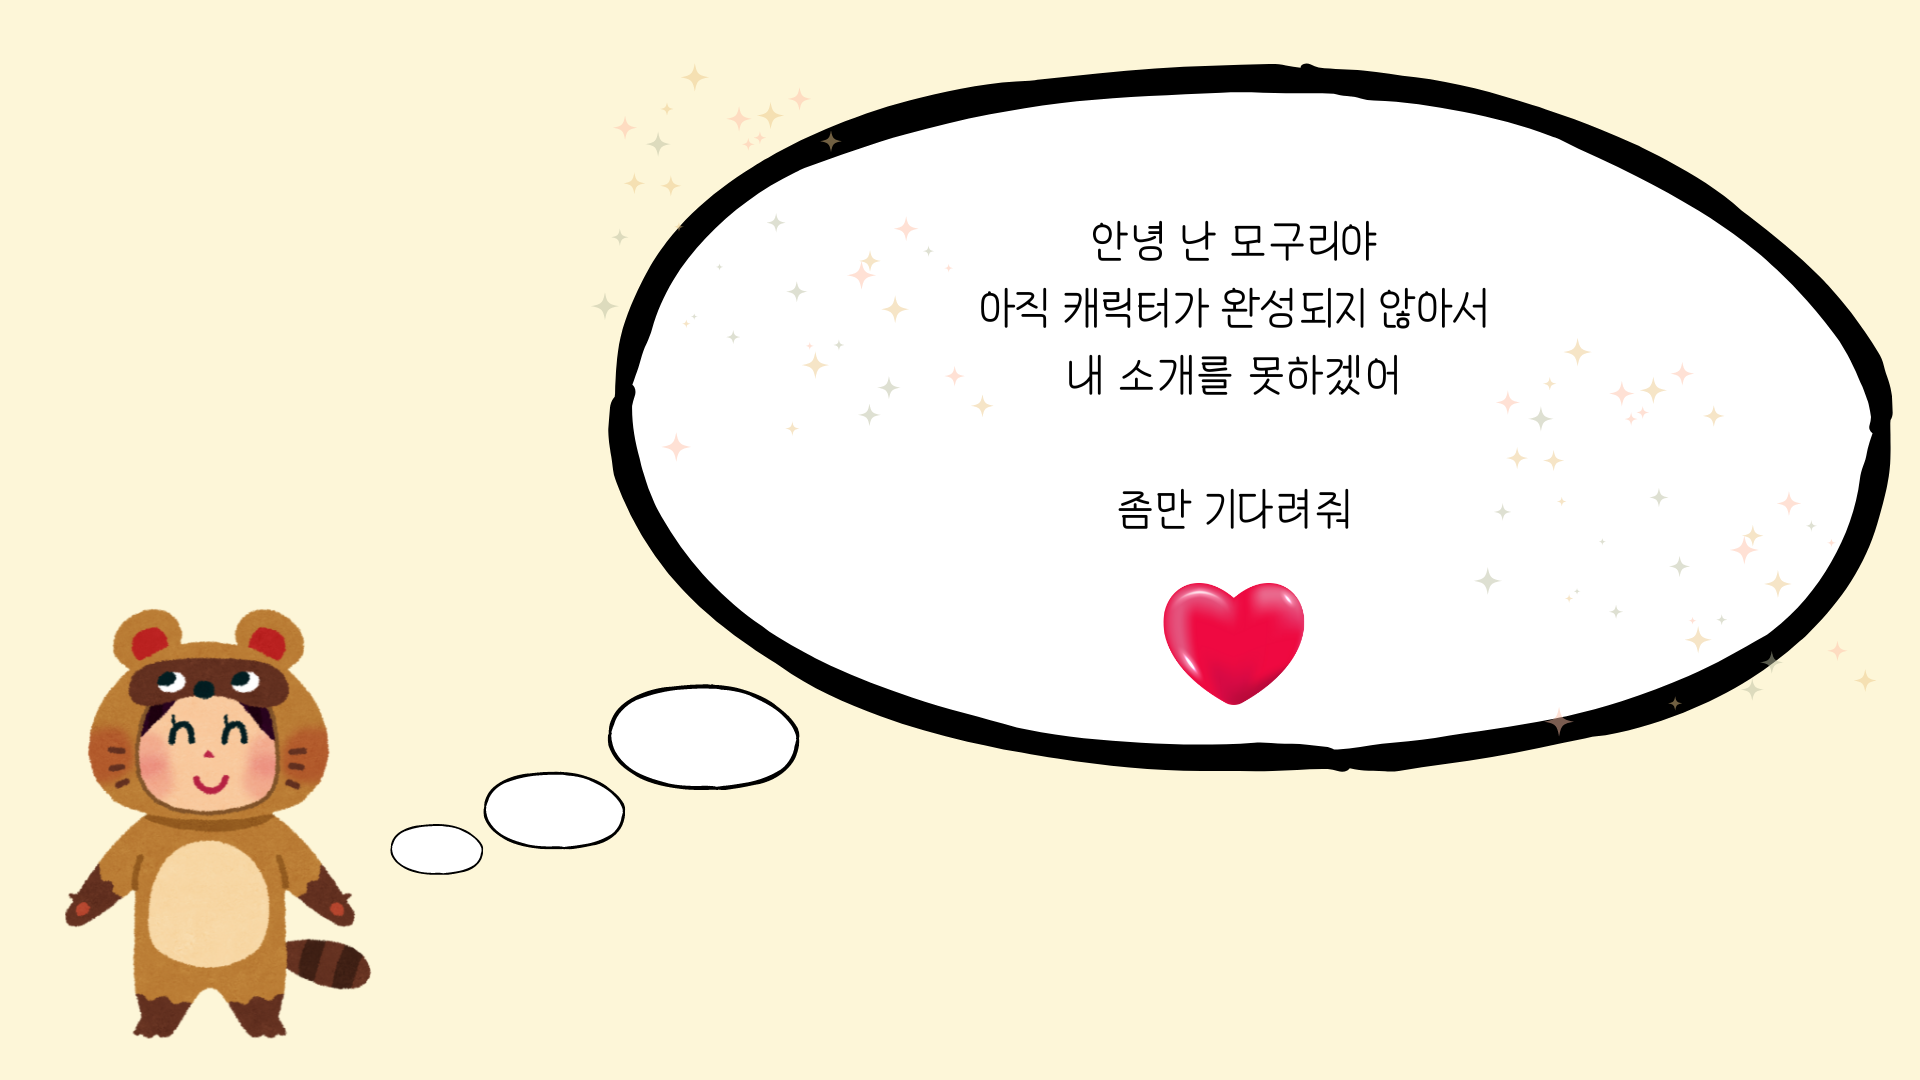 안녕 난 모구리야
아직 캐릭터가 완성되지 않아서
내 소개를 못하겠어
좀만 기다려줘